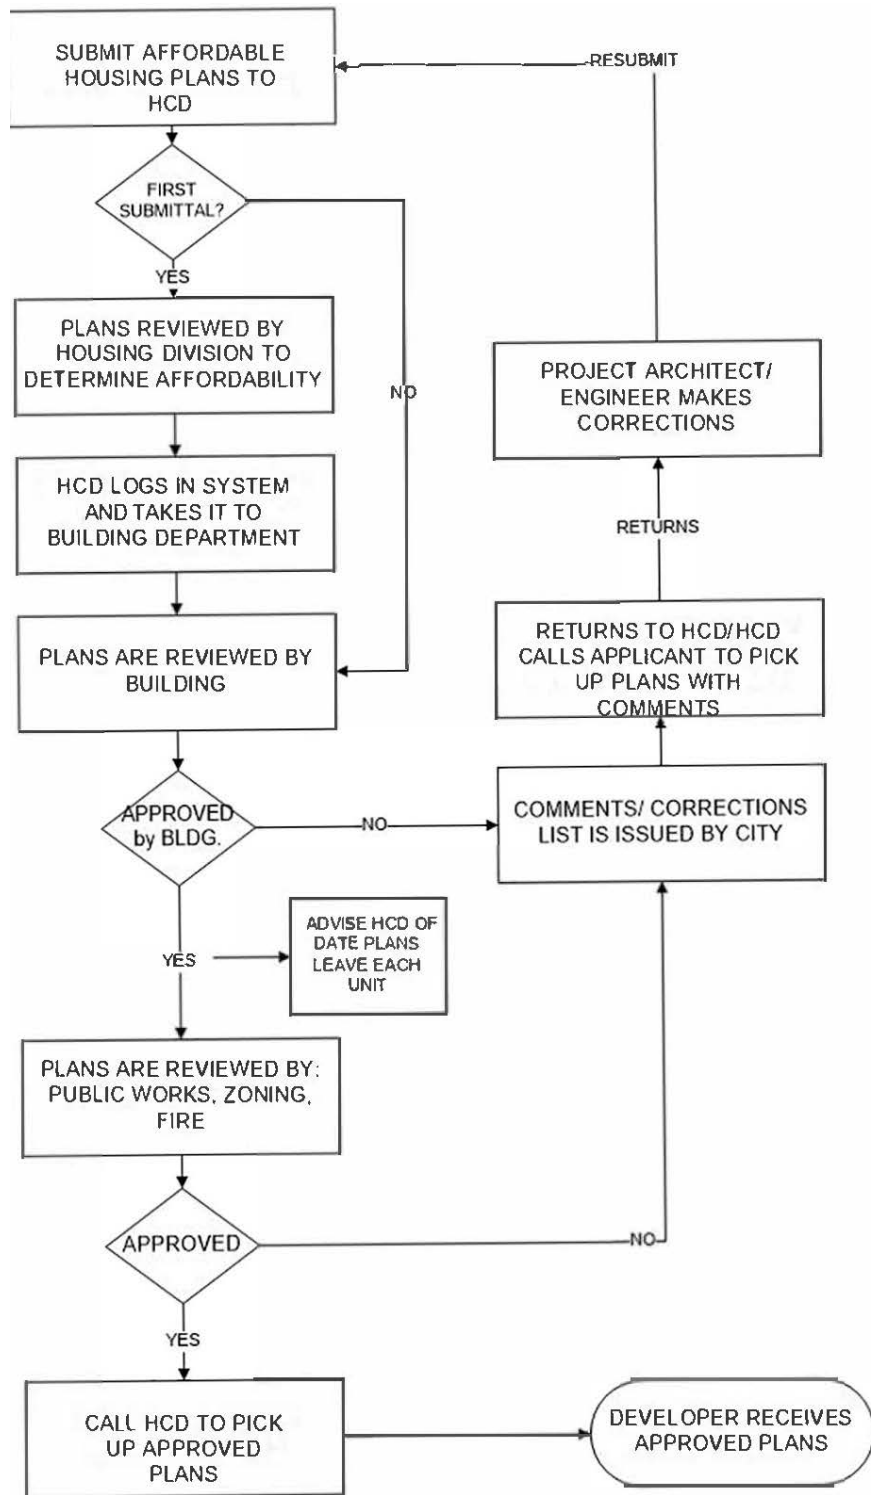 SUBMIT AFFORDABLE
HOUSING PLANS TO
HCD
RESUBMIT
FIRST
SUBMITTAL?
YES
PLANS REVIEWED BY
HOUSING DIVISION TO
DETERMINE AFFORDABILITY
NO
PROJECT ARCHITECT/
ENGINEER MAKES
CORRECTIONS
HCD LOGS IN SYSTEM
AND TAKES IT TO
BUILDING DEPARTMENT
RETURNS
PLANS ARE REVIEWED BY
BUILDING
RETURNS TO HCD/HCD
CALLS APPLICANT TO PICK
UP PLANS WITH
COMMENTS
APPROVED
by BLDG.
NO
COMMENTS/ CORRECTIONS
LIST IS ISSUED BY CITY
YES
ADVISE HCD OF
DATE PLANS
LEAVE EACH
UNIT
PLANS ARE REVIEWED BY:
PUBLIC WORKS, ZONING,
FIRE
APPROVED
NO
YES
CALL HCD TO PICK
UP APPROVED
PLANS
DEVELOPER RECEIVES
APPROVED PLANS